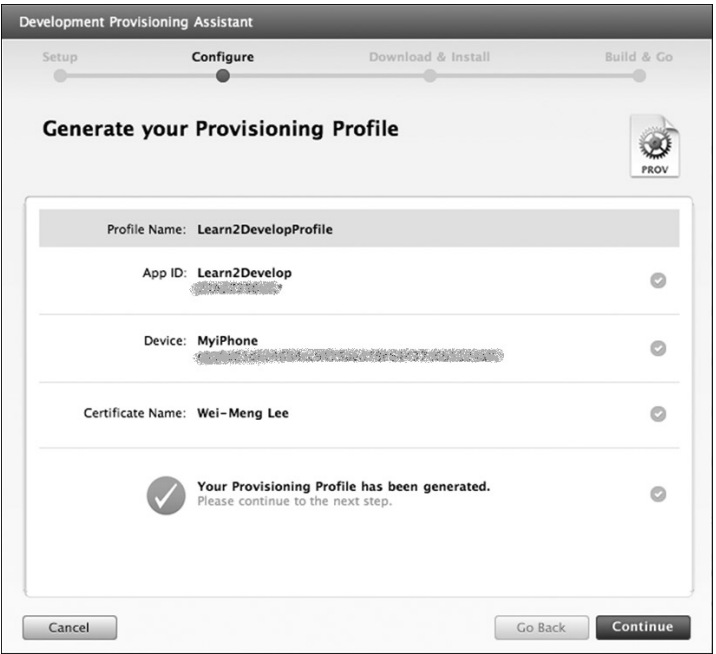 Development Provisioning Assistant
Setup Configure Download & Install Build & Go
Generate your Provisioning Profile
PROV
Profile Name: Learn2DevelopProfile
App ID: Learn2Develop
Device: MyiPhone
Certificate Name: Wei-Meng Lee
Your Provisioning Profile has been generated.
Please continue to the next step.
Cancel Go Back Continue